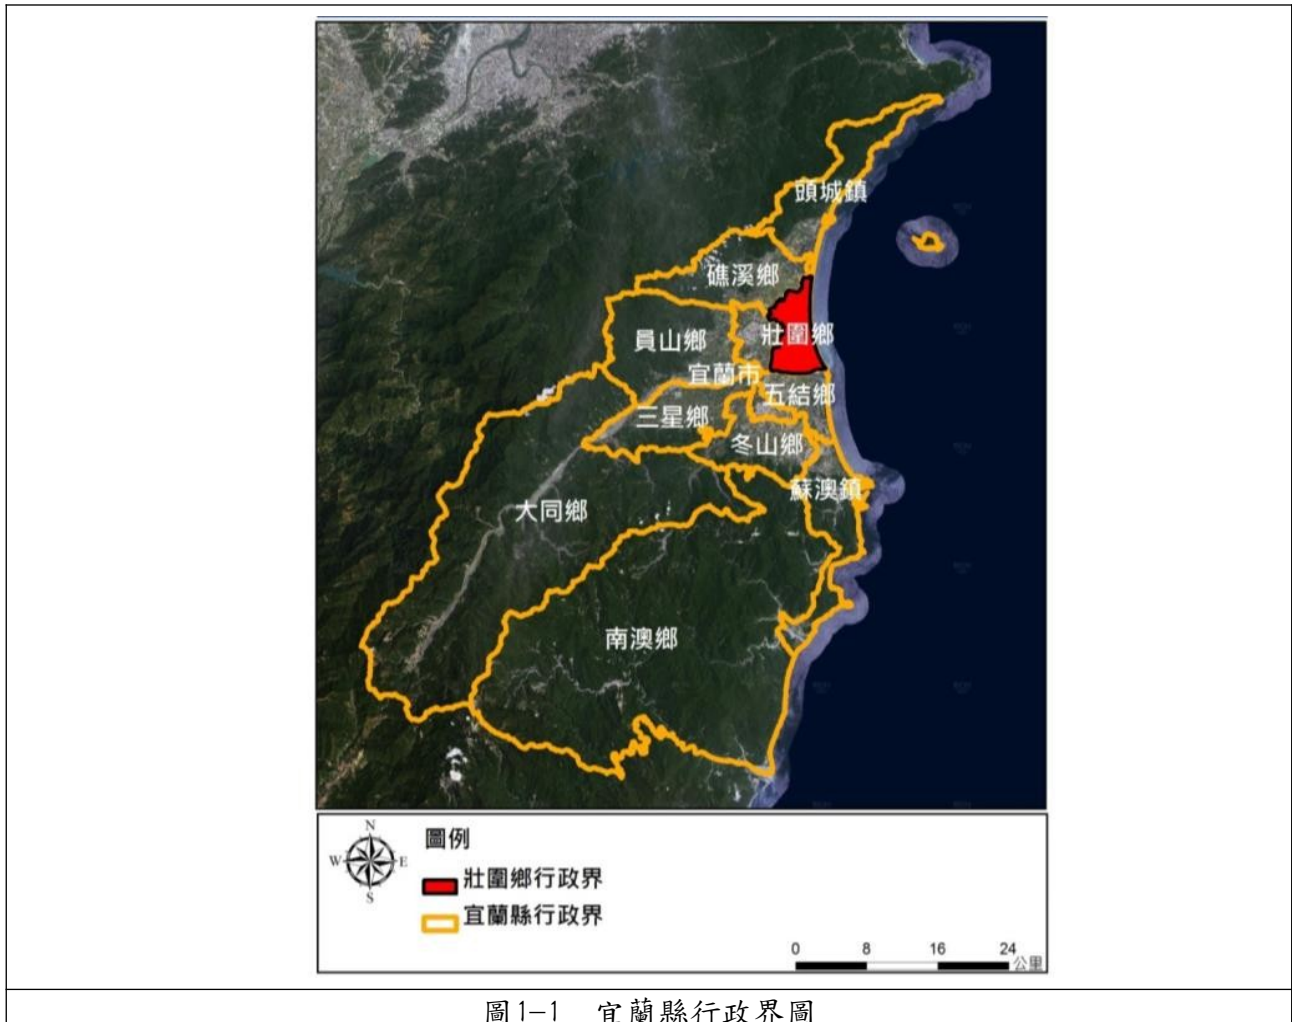 頭城鎮
礁溪鄉
壯圍鄉
員山鄉
宜蘭市
五結鄉
三星鄉
冬山鄉
蘇澳鎮
大同鄉
南澳鄉
N
W E
S
圖例
壯圍鄉行政界
宜蘭縣行政界
0 8 16 24
公里
圖1-1 宜蘭縣行政界圖